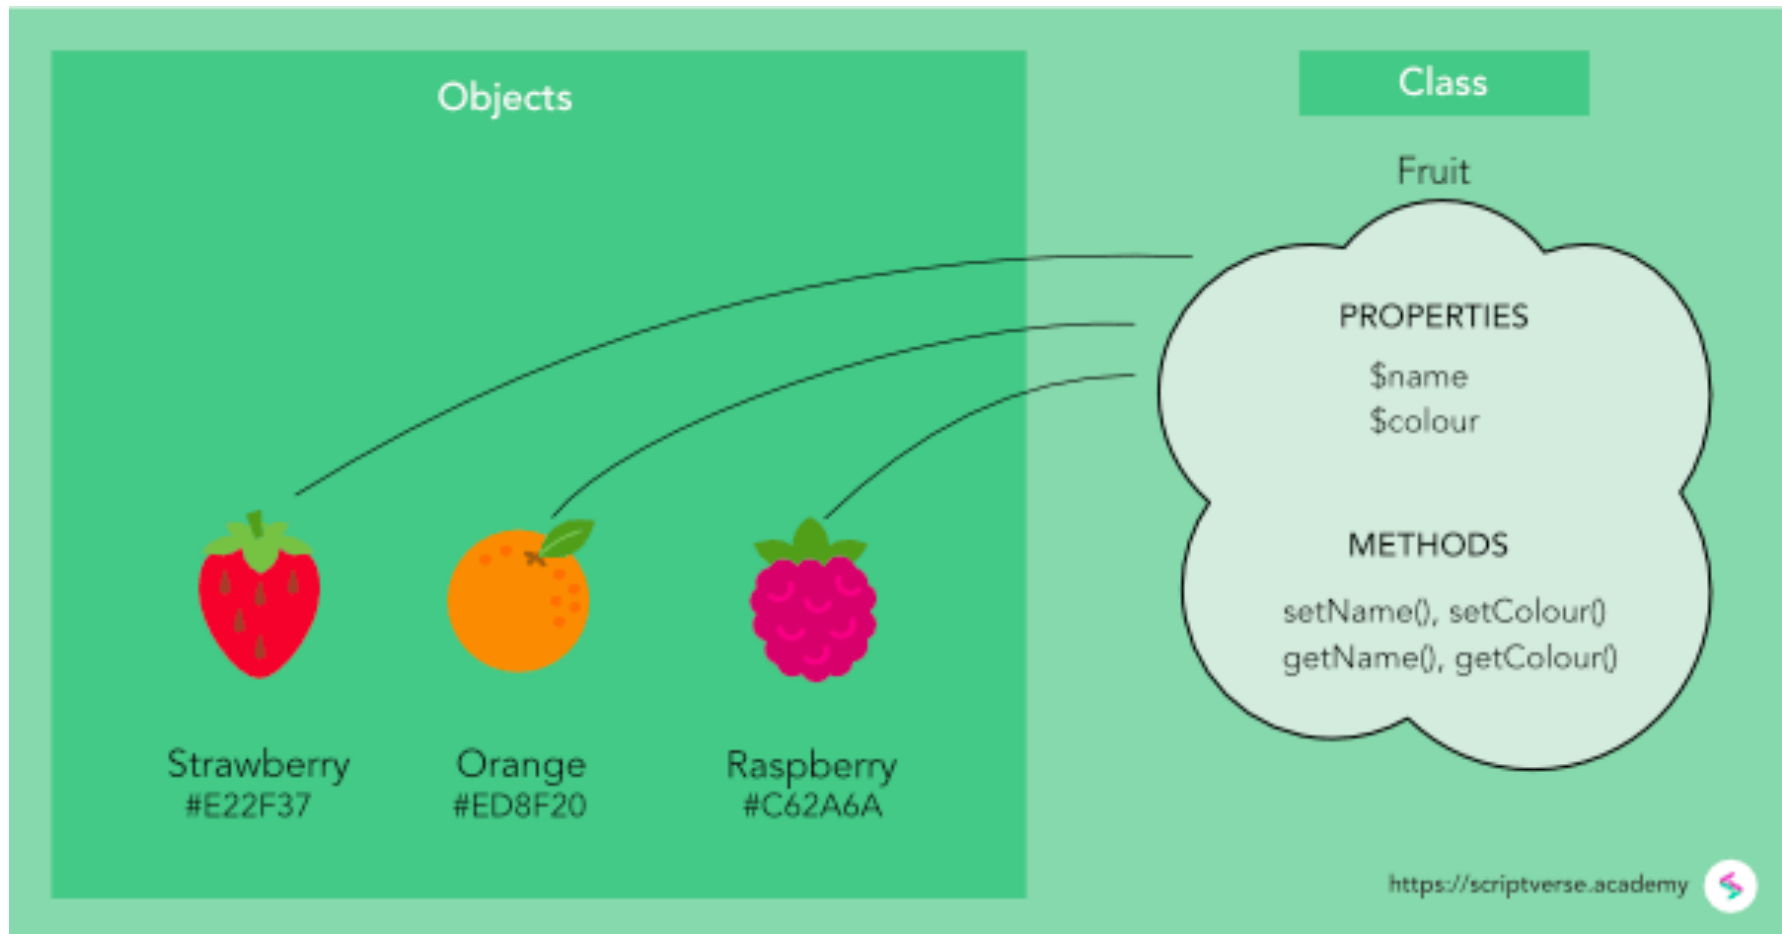 Objects
Strawberry
#E22F37
Orange
#ED8F20
Raspberry
#C62A6A
Class
Fruit
PROPERTIES
$name
$colour
METHODS
setName(), setColour()
getName(), getColour()
https://scriptverse.academy